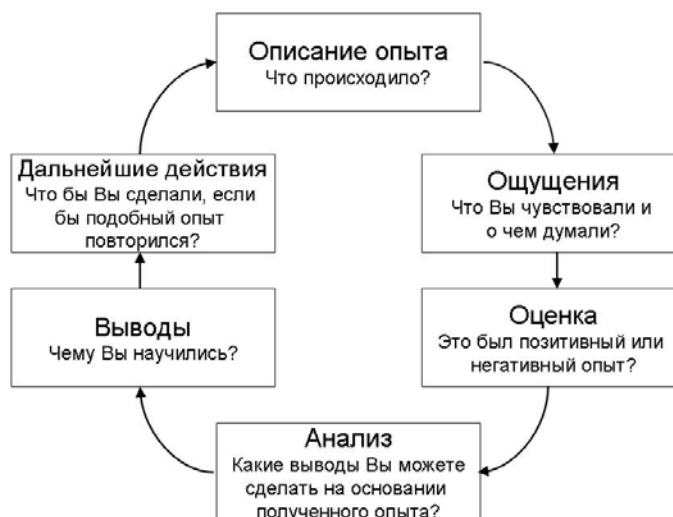 Описание опыта
Что происходило?
Ощущения
Что Вы чувствовали и
о чем думали?
Оценка
Это был позитивный или
негативный опыт?
Анализ
Какие выводы Вы можете
сделать на основании
полученного опыта?
Выводы
Чему Вы научились?
Дальнейшие действия
Что бы Вы сделали, если
бы подобный опыт
повторился?